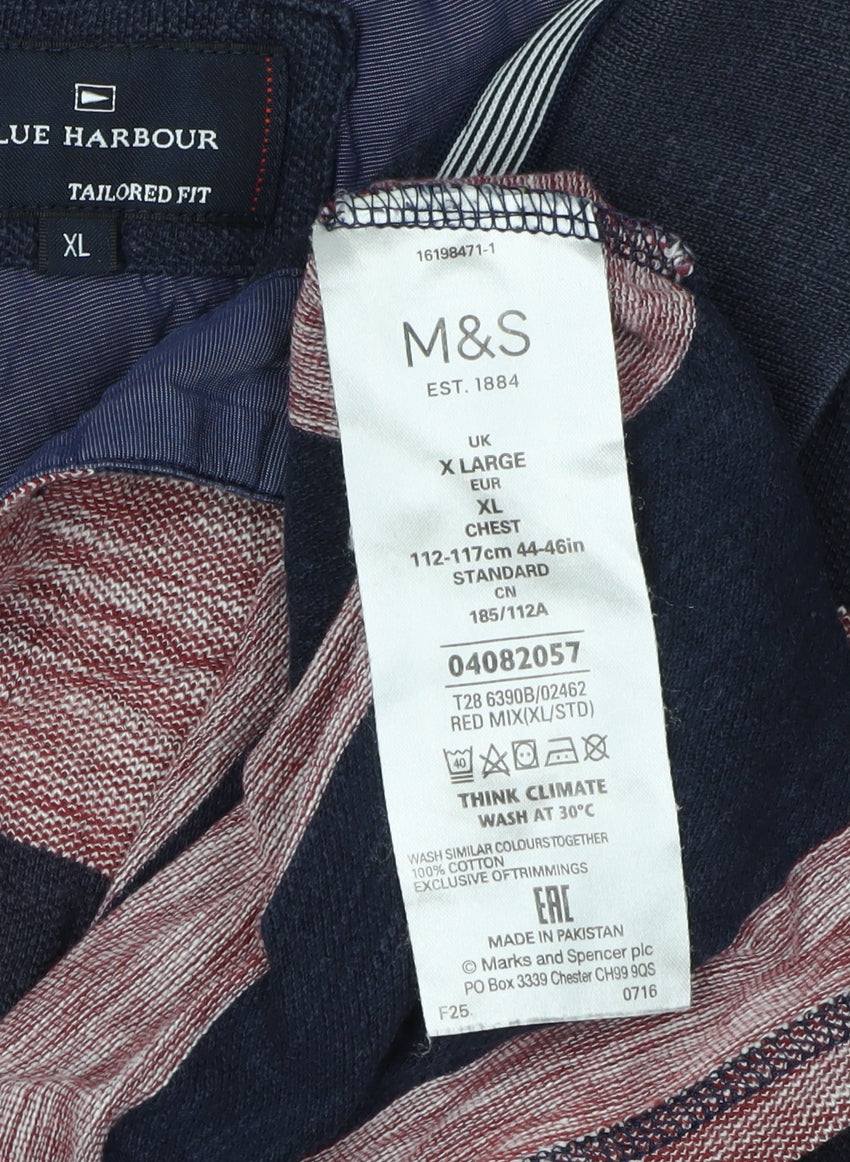 LUE HARBOUR
TAILORED FIT
XL
16198471-1
M&S
EST. 1884
UK
X LARGE
EUR
XL
CHEST
112-117cm 44-46in
STANDARD
CN
185/112A
04082057
T28 6390B/02462
RED MIX(XL/STD)
40
THINK CLIMATE
WASH AT 30°C
WASH SIMILAR COLOURS TOGETHER
100% COTTON
EXCLUSIVE OF TRIMMINGS
EAC
MADE IN PAKISTAN
© Marks and Spencer plc
PO Box 3339 Chester CH99 9QS
F25. 0716